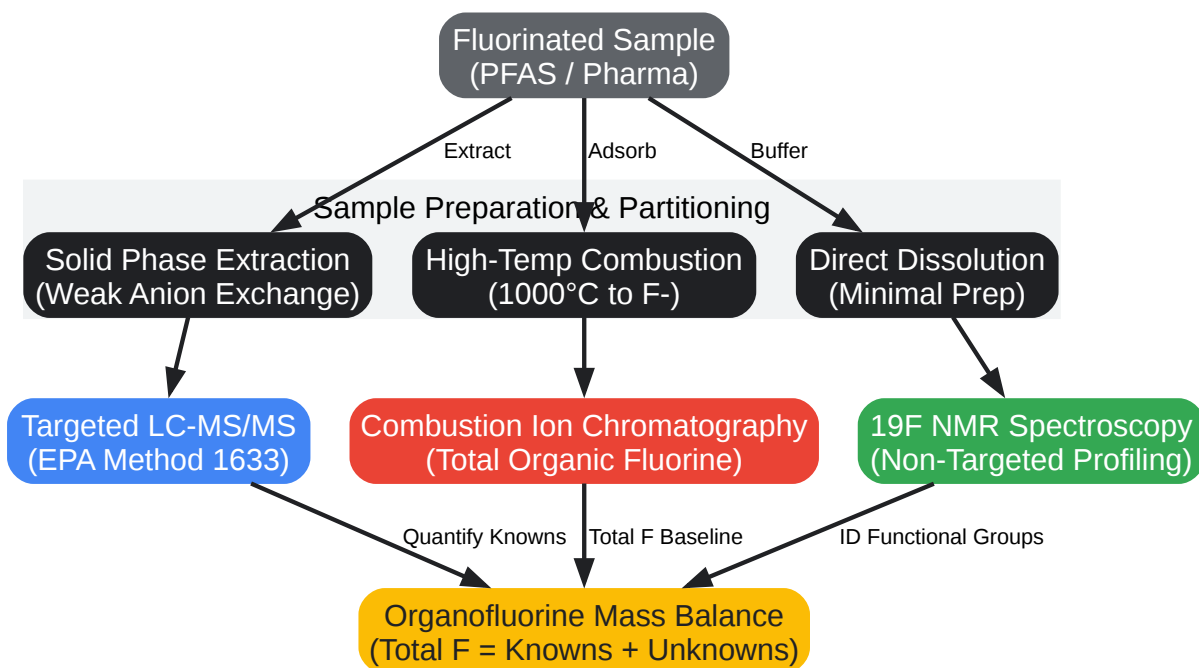 Fluorinated Sample
(PFAS / Pharma)
Extract
Adsorb
Buffer
Sample Preparation & Partitioning
Solid Phase Extraction
(Weak Anion Exchange)
High-Temp Combustion
(1000°C to F-)
Direct Dissolution
(Minimal Prep)
Targeted LC-MS/MS
(EPA Method 1633)
Combustion Ion Chromatography
(Total Organic Fluorine)
19F NMR Spectroscopy
(Non-Targeted Profiling)
Quantify Knowns
Total F Baseline
ID Functional Groups
Organofluorine Mass Balance
(Total F = Knowns + Unknowns)